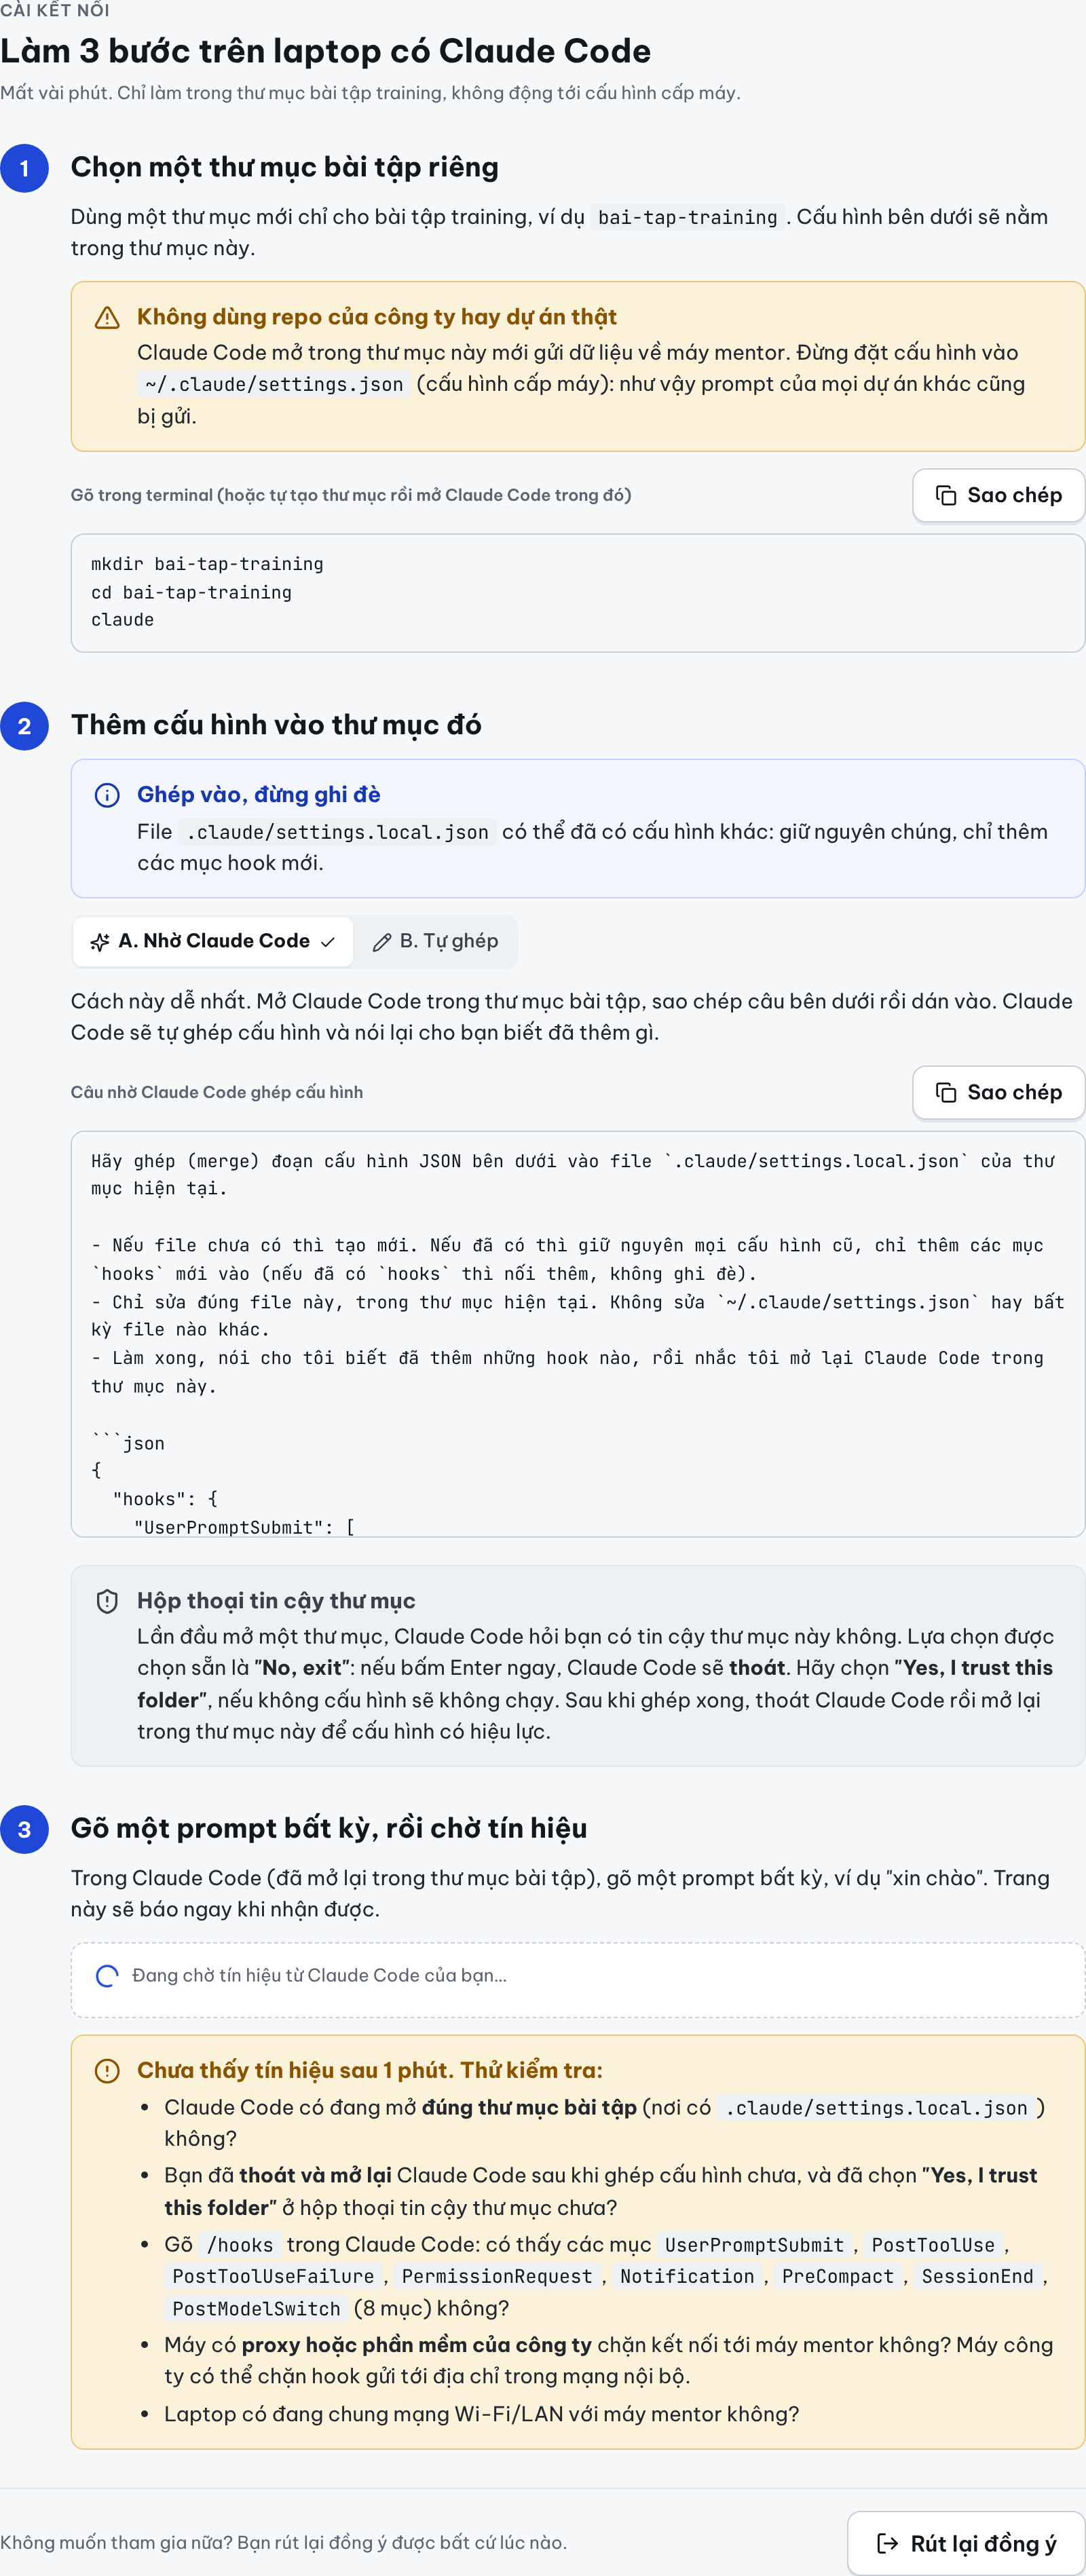 CÀI KẾT NỐI
Làm 3 bước trên laptop có Claude Code
Mất vài phút. Chỉ làm trong thư mục bài tập training, không động tới cấu hình cấp máy.
1
Chọn một thư mục bài tập riêng
Dùng một thư mục mới chỉ cho bài tập training, ví dụ bai-tap-training. Cấu hình bên dưới sẽ nằm
trong thư mục này.
Không dùng repo của công ty hay dự án thật
Claude Code mở trong thư mục này mới gửi dữ liệu về máy mentor. Đừng đặt cấu hình vào
~/.claude/settings.json (cấu hình cấp máy): như vậy prompt của mọi dự án khác cũng
bị gửi.
Gõ trong terminal (hoặc tự tạo thư mục rồi mở Claude Code trong đó)
Sao chép
mkdir bai-tap-training
cd bai-tap-training
claude
2
Thêm cấu hình vào thư mục đó
Ghép vào, đừng ghi đè
File .claude/settings.local.json có thể đã có cấu hình khác: giữ nguyên chúng, chỉ thêm
các mục hook mới.
A. Nhờ Claude Code ✓
B. Tự ghép
Cách này dễ nhất. Mở Claude Code trong thư mục bài tập, sao chép câu bên dưới rồi dán vào. Claude
Code sẽ tự ghép cấu hình và nói lại cho bạn biết đã thêm gì.
Câu nhờ Claude Code ghép cấu hình
Sao chép
Hãy ghép (merge) đoạn cấu hình JSON bên dưới vào file `.claude/settings.local.json` của thư
mục hiện tại.
- Nếu file chưa có thì tạo mới. Nếu đã có thì giữ nguyên mọi cấu hình cũ, chỉ thêm các mục
`hooks` mới vào (nếu đã có `hooks` thì nối thêm, không ghi đè).
- Chỉ sửa đúng file này, trong thư mục hiện tại. Không sửa `~/.claude/settings.json` hay bất
kỳ file nào khác.
- Làm xong, nói cho tôi biết đã thêm những hook nào, rồi nhắc tôi mở lại Claude Code trong
thư mục này.
```json
{
"hooks": {
"UserPromptSubmit": [
Hộp thoại tin cậy thư mục
Lần đầu mở một thư mục, Claude Code hỏi bạn có tin cậy thư mục này không. Lựa chọn được
chọn sẵn là "No, exit": nếu bấm Enter ngay, Claude Code sẽ thoát. Hãy chọn "Yes, I trust this
folder", nếu không cấu hình sẽ không chạy. Sau khi ghép xong, thoát Claude Code rồi mở lại
trong thư mục này để cấu hình có hiệu lực.
3
Gõ một prompt bất kỳ, rồi chờ tín hiệu
Trong Claude Code (đã mở lại trong thư mục bài tập), gõ một prompt bất kỳ, ví dụ "xin chào". Trang
này sẽ báo ngay khi nhận được.
Đang chờ tín hiệu từ Claude Code của bạn...
Chưa thấy tín hiệu sau 1 phút. Thử kiểm tra:
• Claude Code có đang mở đúng thư mục bài tập (nơi có .claude/settings.local.json)
không?
• Bạn đã thoát và mở lại Claude Code sau khi ghép cấu hình chưa, và đã chọn "Yes, I trust
this folder" ở hộp thoại tin cậy thư mục chưa?
• Gõ /hooks trong Claude Code: có thấy các mục UserPromptSubmit, PostToolUse,
PostToolUseFailure, PermissionRequest, Notification, PreCompact, SessionEnd,
PostModelSwitch (8 mục) không?
• Máy có proxy hoặc phần mềm của công ty chặn kết nối tới máy mentor không? Máy công
ty có thể chặn hook gửi tới địa chỉ trong mạng nội bộ.
• Laptop có đang chung mạng Wi-Fi/LAN với máy mentor không?
Không muốn tham gia nữa? Bạn rút lại đồng ý được bất cứ lúc nào.
Rút lại đồng ý